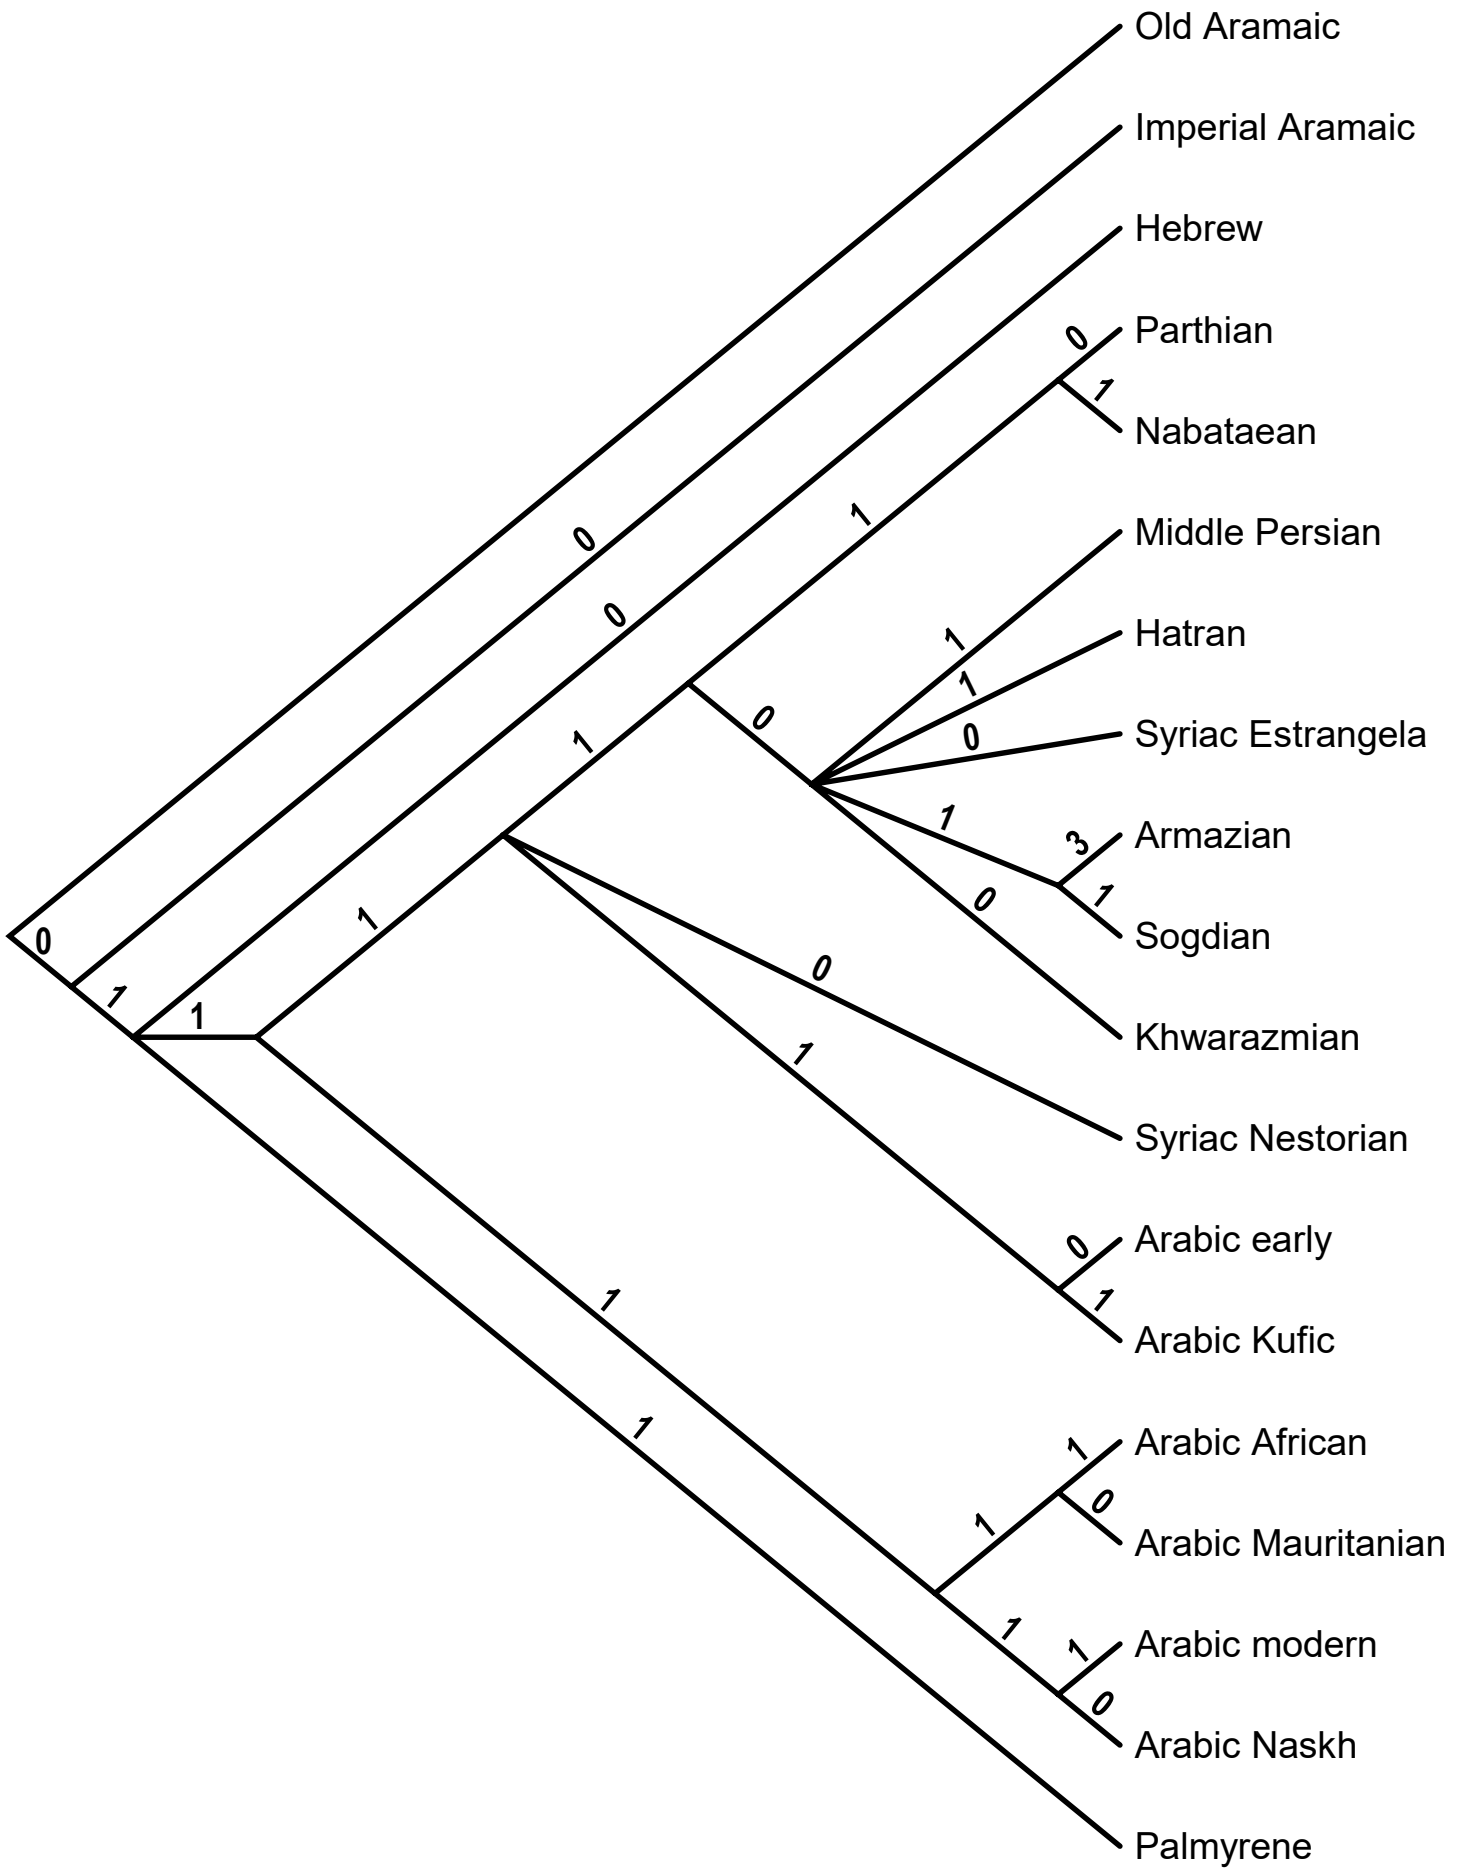 Old Aramaic
Imperial Aramaic
Hebrew
0 Parthian
1 Nabataean
1
Middle Persian
0
0
1
Hatran
1
0
1
0 Syriac Estrangela
1
3 Armazian
1
1 Sogdian
0
1
0
0
1
1
Khwarazmian
1
Syriac Nestorian
0 Arabic early
1
1 Arabic Kufic
1
1 Arabic African
0 Arabic Mauritanian
1
1
1 Arabic modern
0 Arabic Naskh
Palmyrene